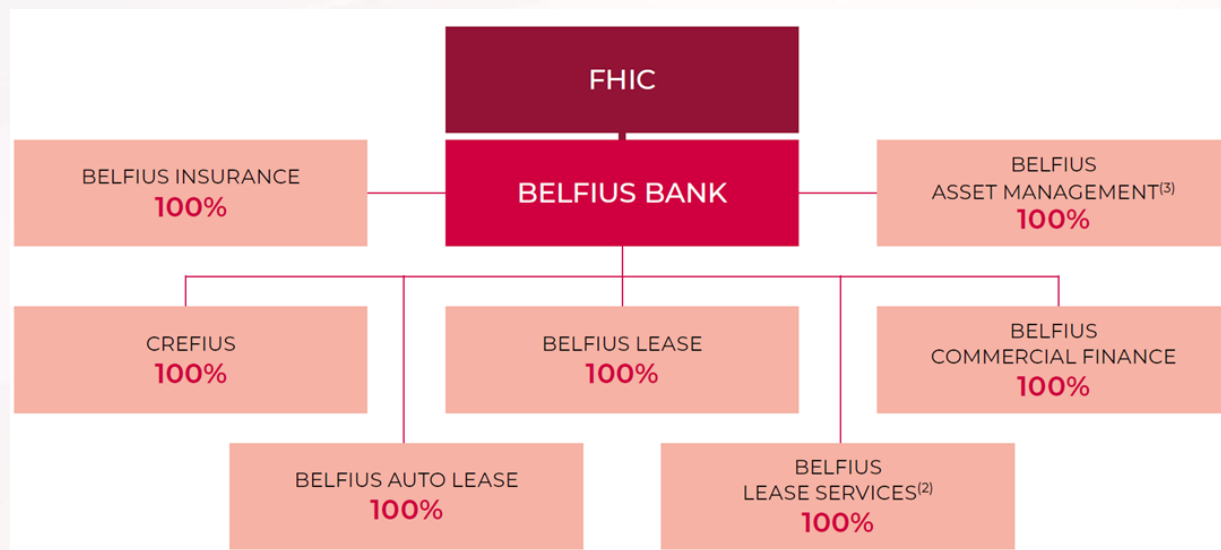 FHIC
BELFIUS INSURANCE
100%
BELFIUS BANK
BELFIUS
ASSET MANAGEMENT(3)
100%
CREFIUS
100%
BELFIUS LEASE
100%
BELFIUS
COMMERCIAL FINANCE
100%
BELFIUS AUTO LEASE
100%
BELFIUS
LEASE SERVICES(2)
100%